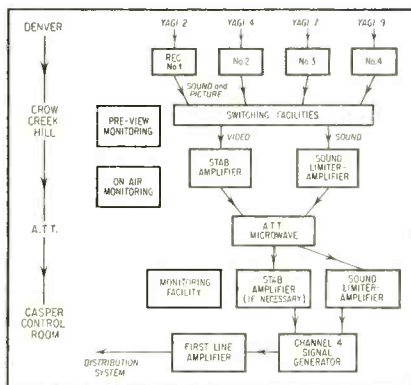 DENVER
YAGI 2 YAGI 4 YAGI 7 YAGI 9
REC No 1
No 2
No 3
No. 4
SOUND and PICTURE
CROW CREEK HILL
PRE-VIEW MONITORING
SWITCHING FACILITIES
VIDEO SOUND
ON AIR MONITORING
STAB AMPLIFIER
SOUND LIMITER-AMPLIFIER
A.T.T.
A.T.T. MICROWAVE
MONITORING FACILITY
STAB AMPLIFIER (IF NECESSARY)
SOUND LIMITER-AMPLIFIER
CASPER CONTROL ROOM
FIRST LINE AMPLIFIER
CHANNEL 4 SIGNAL GENERATOR
DISTRIBUTION SYSTEM